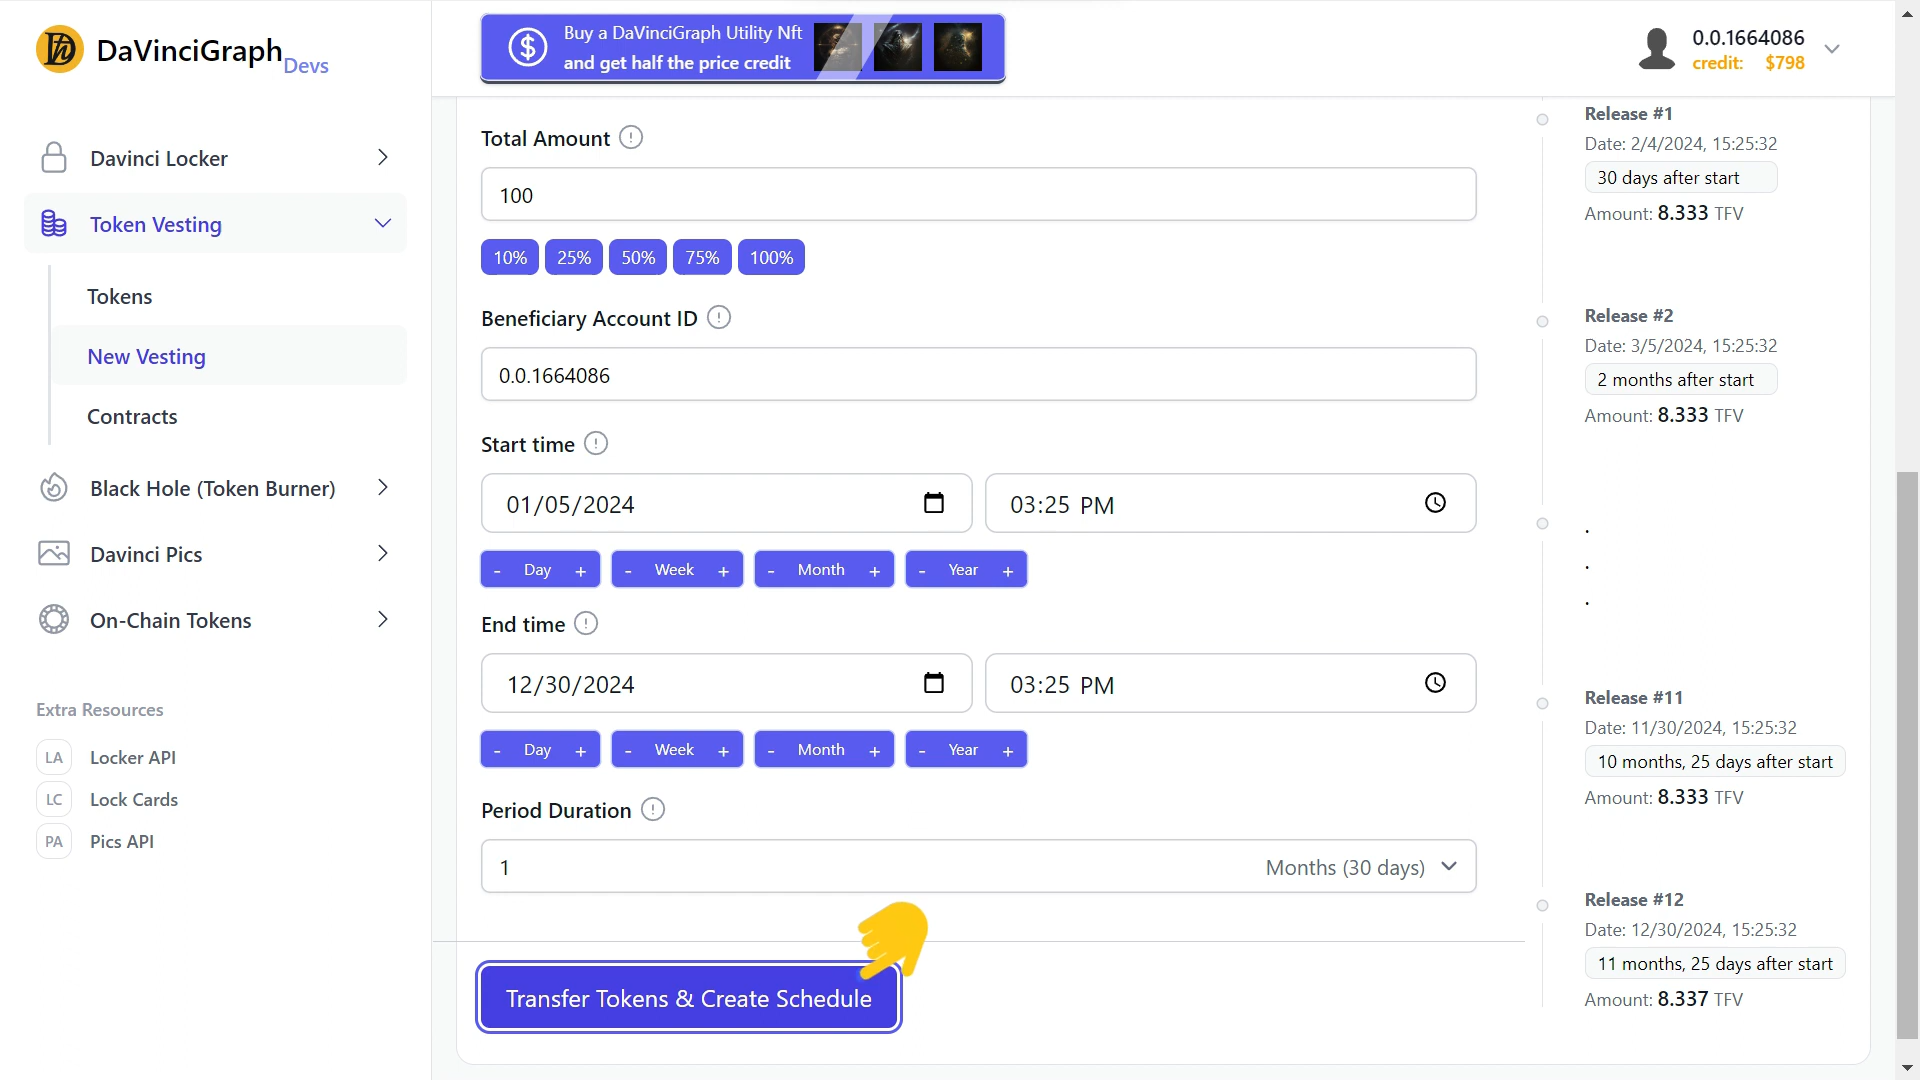 DaVinciGraph Devs
Davinci Locker
Token Vesting
Tokens
New Vesting
Contracts
Black Hole (Token Burner)
Davinci Pics
On-Chain Tokens
Extra Resources
LA Locker API
LC Lock Cards
PA Pics API
Buy a DaVinciGraph Utility Nft
and get half the price credit
0.0.1664086
credit: $798
Total Amount
100
10% 25% 50% 75% 100%
Beneficiary Account ID
0.0.1664086
Start time
01/05/2024 03:25 PM
- Day + - Week + - Month + - Year +
End time
12/30/2024 03:25 PM
- Day + - Week + - Month + - Year +
Period Duration
1 Months (30 days)
Transfer Tokens & Create Schedule
Release #1
Date: 2/4/2024, 15:25:32
30 days after start
Amount: 8.333 TFV
Release #2
Date: 3/5/2024, 15:25:32
2 months after start
Amount: 8.333 TFV
.
.
.
Release #11
Date: 11/30/2024, 15:25:32
10 months, 25 days after start
Amount: 8.333 TFV
Release #12
Date: 12/30/2024, 15:25:32
11 months, 25 days after start
Amount: 8.337 TFV